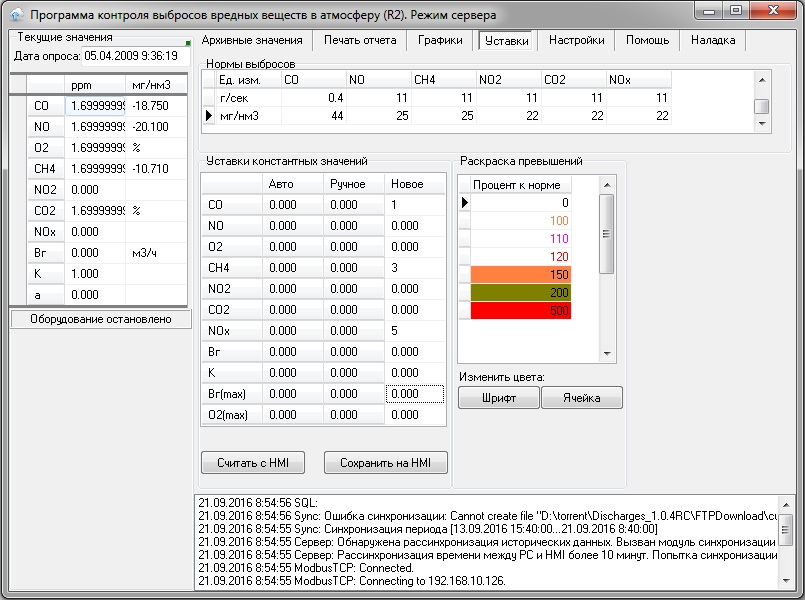 Программа контроля выбросов вредных веществ в атмосферу (R2). Режим сервера
Текущие значения
Дата опроса: 05.04.2009 9:36:19
ppm мг/нм3
CO 1.69999999 -18.750
NO 1.69999999 -20.100
O2 1.69999999 %
CH4 1.69999999 -10.710
NO2 0.000
CO2 1.69999999 %
NOx 0.000
Вг 0.000 м3/ч
К 1.000
a 0.000
Оборудование остановлено
Архивные значения Печать отчета Графики Уставки Настройки Помощь Наладка
Нормы выбросов
Ед. изм. CO NO CH4 NO2 CO2 NOx
г/сек 0.4 11 11 11 11 11
мг/нм3 44 25 25 22 22 22
Уставки константных значений
Авто Ручное Новое
CO 0.000 0.000 1
NO 0.000 0.000 0.000
O2 0.000 0.000 0.000
CH4 0.000 0.000 3
NO2 0.000 0.000 0.000
CO2 0.000 0.000 0.000
NOx 0.000 0.000 5
Вг 0.000 0.000 0.000
К 0.000 0.000 0.000
Вг(max) 0.000 0.000 0.000
O2(max) 0.000 0.000 0.000
Считать с HMI Сохранить на HMI
Раскраска превышений
Процент к норме
0
100
110
120
150
200
500
Изменить цвета:
Шрифт Ячейка
21.09.2016 8:54:56 SQL:
21.09.2016 8:54:56 Sync: Ошибка синхронизации: Cannot create file "D:\torrent\Discharges_1.0.4RC\FTPDownload\cu
21.09.2016 8:54:55 Sync: Синхронизация периода [13.09.2016 15:40:00...21.09.2016 8:40:00]
21.09.2016 8:54:55 Сервер: Обнаружена рассинхронизация исторических данных. Вызван модуль синхронизации
21.09.2016 8:54:55 Сервер: Рассинхронизация времени между PC и HMI более 10 минут. Попытка синхронизации
21.09.2016 8:54:55 ModbusTCP: Connected.
21.09.2016 8:54:55 ModbusTCP: Connecting to 192.168.10.126.